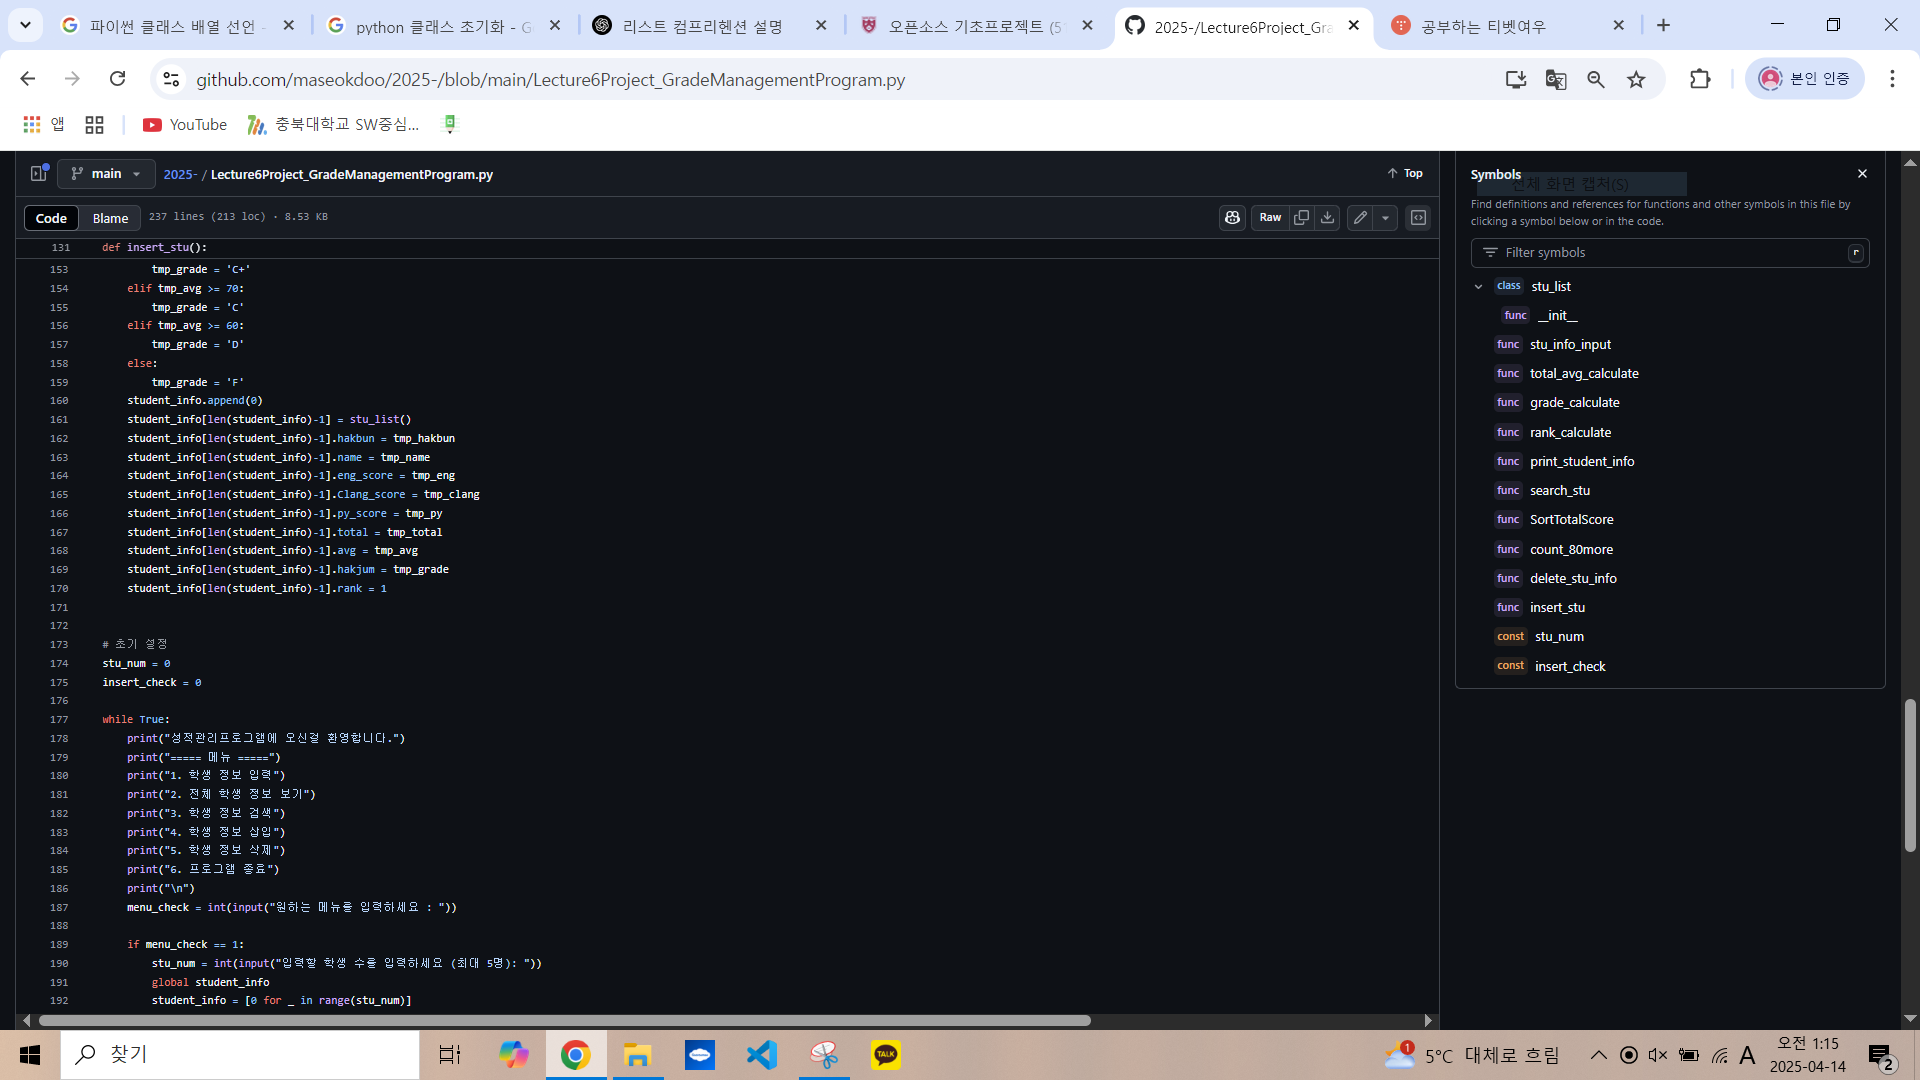 파이썬 클래스 배열 선언 -
python 클래스 초기화 - G
리스트 컴프리헨션 설명
오픈소스 기초프로젝트 (5
2025-/Lecture6Project_Gra
공부하는 티벳여우
github.com/maseokdoo/2025-/blob/main/Lecture6Project_GradeManagementProgram.py
본인 인증
앱
YouTube
충북대학교 SW중심...
main
2025- / Lecture6Project_GradeManagementProgram.py
Top
Code
Blame
237 lines (213 loc) · 8.53 KB
Raw
131 def insert_stu():
153 tmp_grade = 'C+'
154 elif tmp_avg >= 70:
155 tmp_grade = 'C'
156 elif tmp_avg >= 60:
157 tmp_grade = 'D'
158 else:
159 tmp_grade = 'F'
160 student_info.append(0)
161 student_info[len(student_info)-1] = stu_list()
162 student_info[len(student_info)-1].hakbun = tmp_hakbun
163 student_info[len(student_info)-1].name = tmp_name
164 student_info[len(student_info)-1].eng_score = tmp_eng
165 student_info[len(student_info)-1].Clang_score = tmp_clang
166 student_info[len(student_info)-1].py_score = tmp_py
167 student_info[len(student_info)-1].total = tmp_total
168 student_info[len(student_info)-1].avg = tmp_avg
169 student_info[len(student_info)-1].hakjum = tmp_grade
170 student_info[len(student_info)-1].rank = 1
171
172
173 # 초기 설정
174 stu_num = 0
175 insert_check = 0
176
177 while True:
178 print("성적관리프로그램에 오신걸 환영합니다.")
179 print("===== 메뉴 =====")
180 print("1. 학생 정보 입력")
181 print("2. 전체 학생 정보 보기")
182 print("3. 학생 정보 검색")
183 print("4. 학생 정보 삽입")
184 print("5. 학생 정보 삭제")
185 print("6. 프로그램 종료")
186 print("\n")
187 menu_check = int(input("원하는 메뉴를 입력하세요 : "))
188
189 if menu_check == 1:
190 stu_num = int(input("입력할 학생 수를 입력하세요 (최대 5명): "))
191 global student_info
192 student_info = [0 for _ in range(stu_num)]
Symbols
전체 화면 캡처(S)
Find definitions and references for functions and other symbols in this file by
clicking a symbol below or in the code.
Filter symbols
r
class stu_list
func __init__
func stu_info_input
func total_avg_calculate
func grade_calculate
func rank_calculate
func print_student_info
func search_stu
func SortTotalScore
func count_80more
func delete_stu_info
func insert_stu
const stu_num
const insert_check
찾기
TALK
1
5°C 대체로 흐림
A
오전 1:15
2025-04-14
2